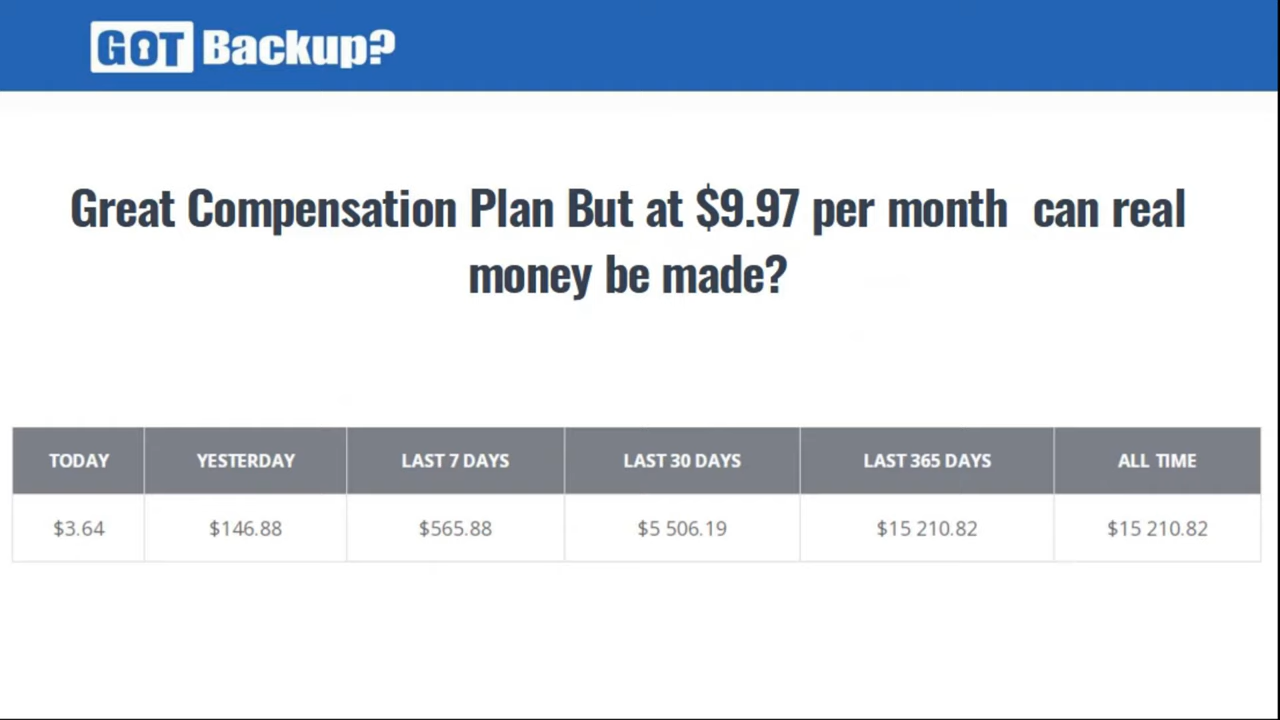 GOT Backup?
Great Compensation Plan But at $9.97 per month can real
money be made?
TODAY YESTERDAY LAST 7 DAYS LAST 30 DAYS LAST 365 DAYS ALL TIME
$3.64 $146.88 $565.88 $5 506.19 $15 210.82 $15 210.82